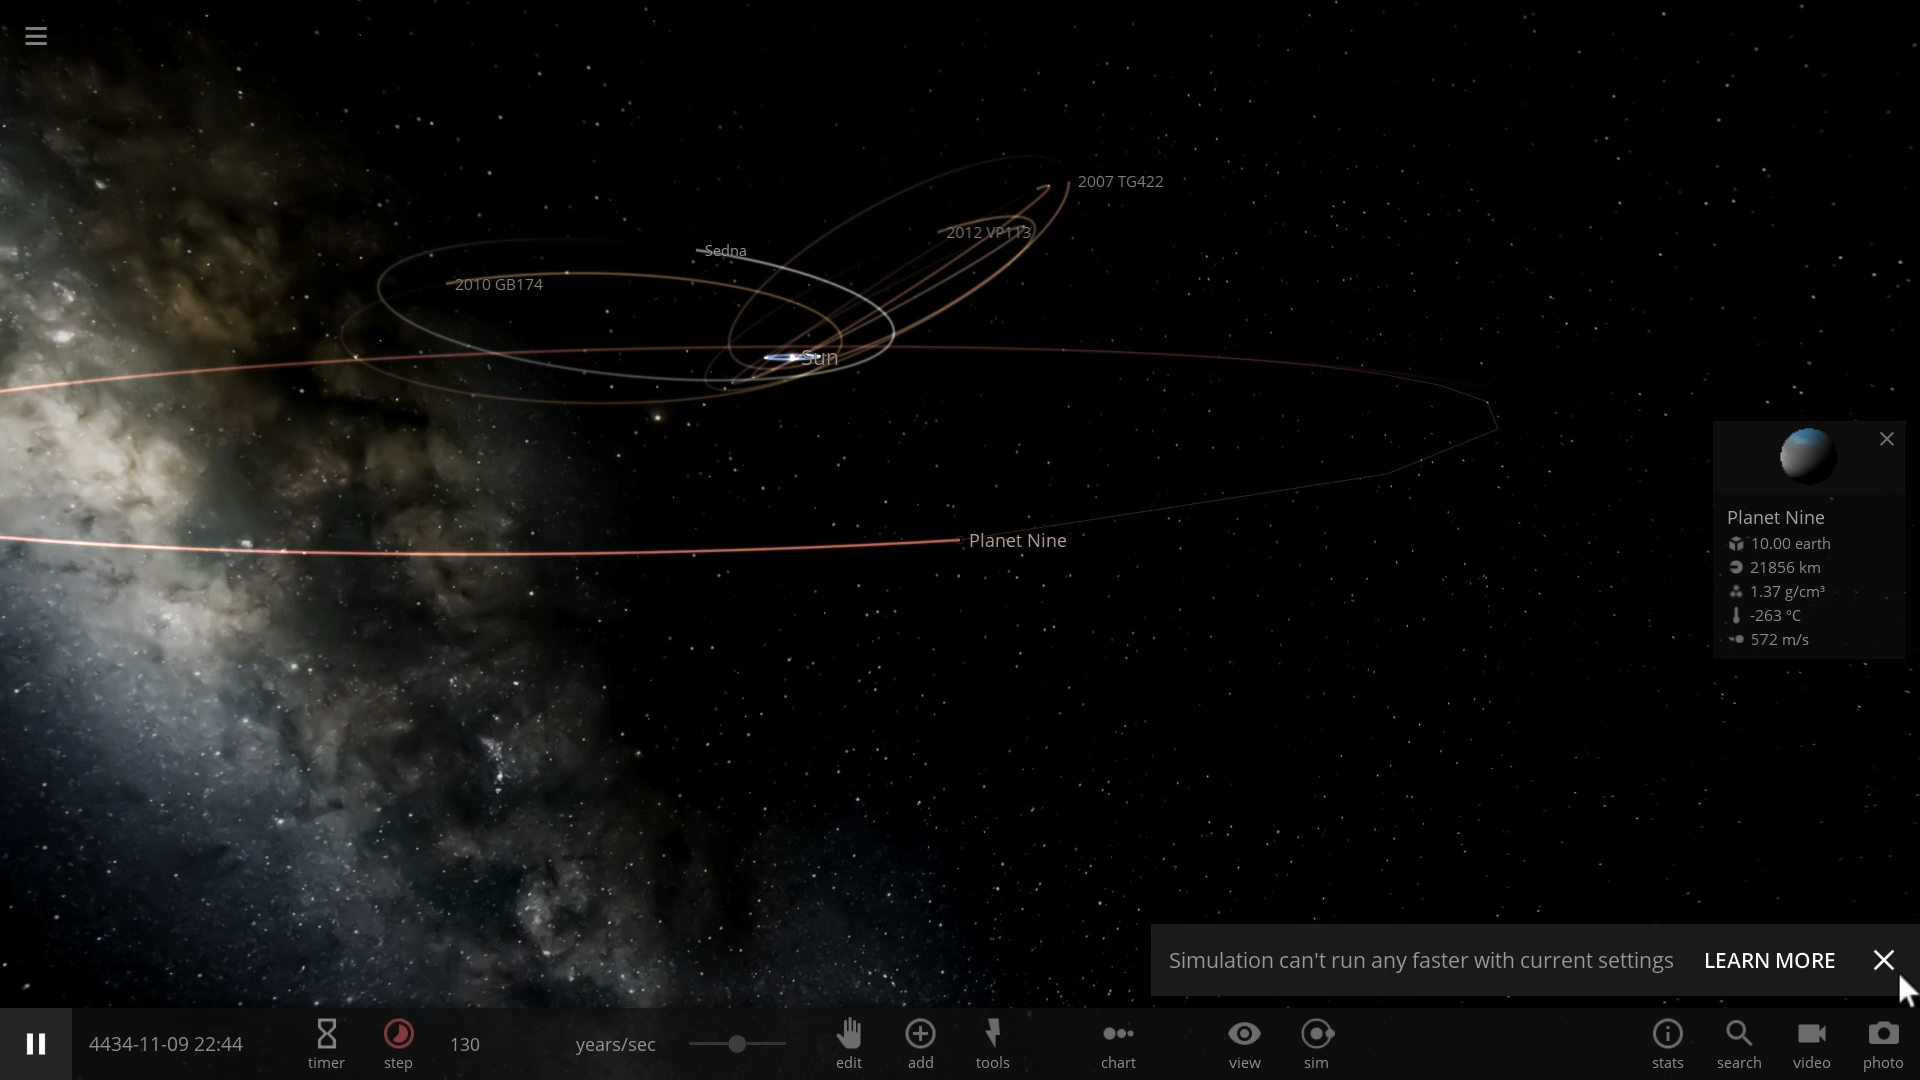 2007 TG422
2012 VP113
Sedna
2010 GB174
Sun
Planet Nine
Planet Nine
10.00 earth
21856 km
1.37 g/cm³
-263 °C
572 m/s
Simulation can't run any faster with current settings LEARN MORE
4434-11-09 22:44
timer
step
130 years/sec
edit
add
tools
chart
view
sim
stats
search
video
photo